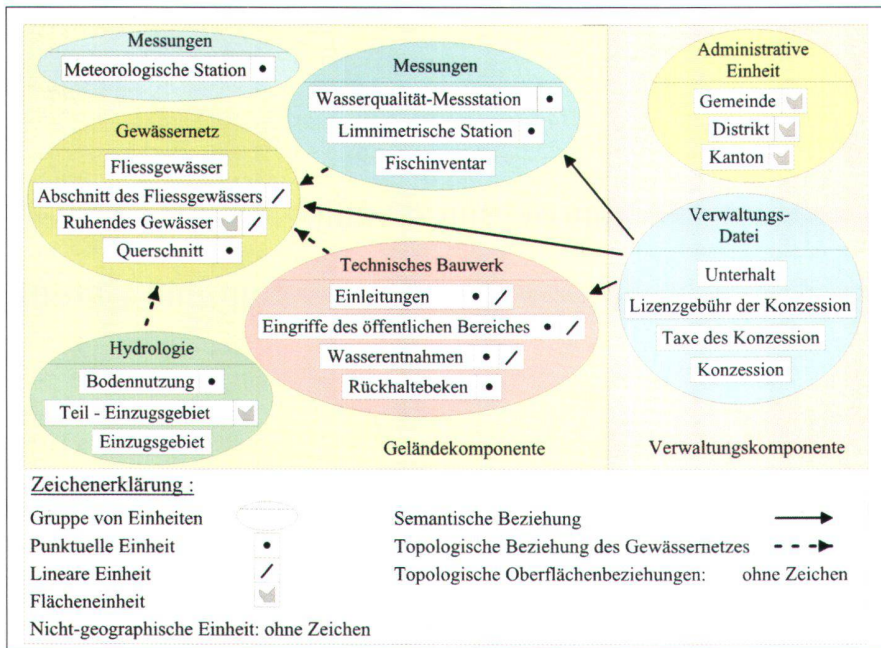 Messungen
Meteorologische Station
Messungen
Wasserqualität-Messstation
Limnimetrische Station
Fischinventar
Administrative
Einheit
Gemeinde
Distrikt
Kanton
Gewässernetz
Fliessgewässer
Abschnitt des Fliessgewässers
Ruhendes Gewässer
Querschnitt
Technisches Bauwerk
Einleitungen
Eingriffe des öffentlichen Bereiches
Wasserentnahmen
Rückhaltebeken
Verwaltungs-
Datei
Unterhalt
Lizenzgebühr der Konzession
Taxe des Konzession
Konzession
Hydrologie
Bodennutzung
Teil - Einzugsgebiet
Einzugsgebiet
Geländekomponente
Verwaltungskomponente
Zeichenerklärung :
Gruppe von Einheiten
Punktuelle Einheit
Lineare Einheit
Flächeneinheit
Nicht-geographische Einheit: ohne Zeichen
Semantische Beziehung
Topologische Beziehung des Gewässernetzes
Topologische Oberflächenbeziehungen: ohne Zeichen